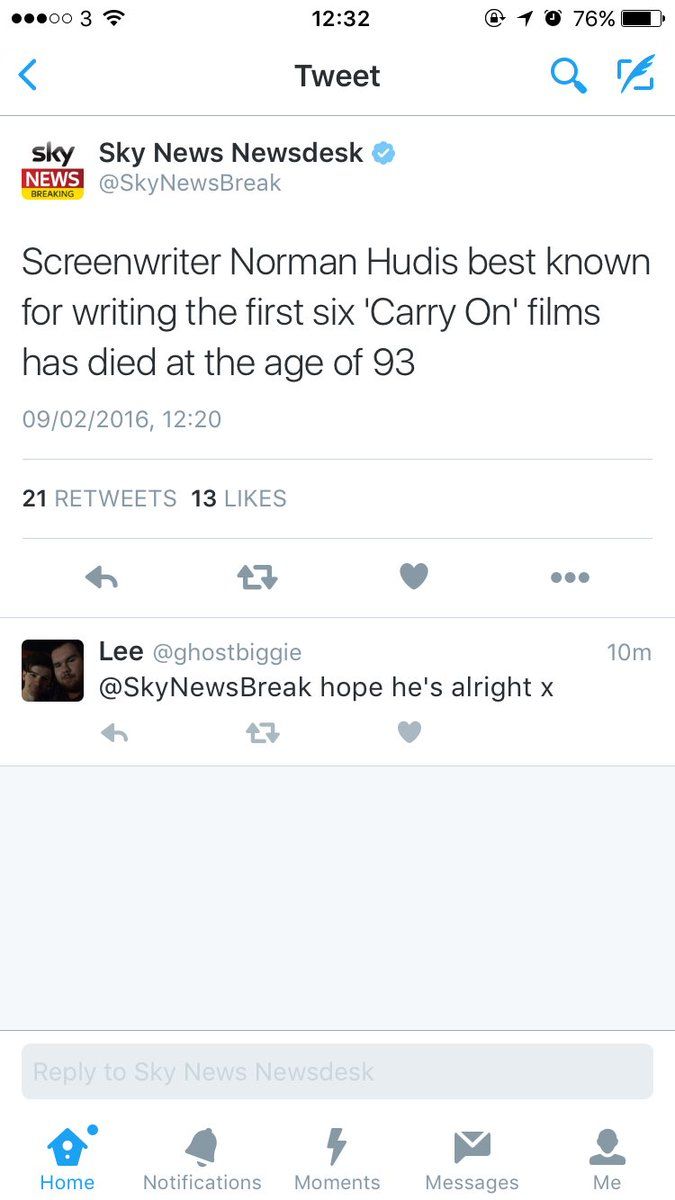 3 12:32 76%
Tweet
sky
NEWS
BREAKING
Sky News Newsdesk
@SkyNewsBreak
Screenwriter Norman Hudis best known
for writing the first six 'Carry On' films
has died at the age of 93
09/02/2016, 12:20
21 RETWEETS 13 LIKES
Lee @ghostbiggie 10m
@SkyNewsBreak hope he's alright x
Reply to Sky News Newsdesk
Home Notifications Moments Messages Me